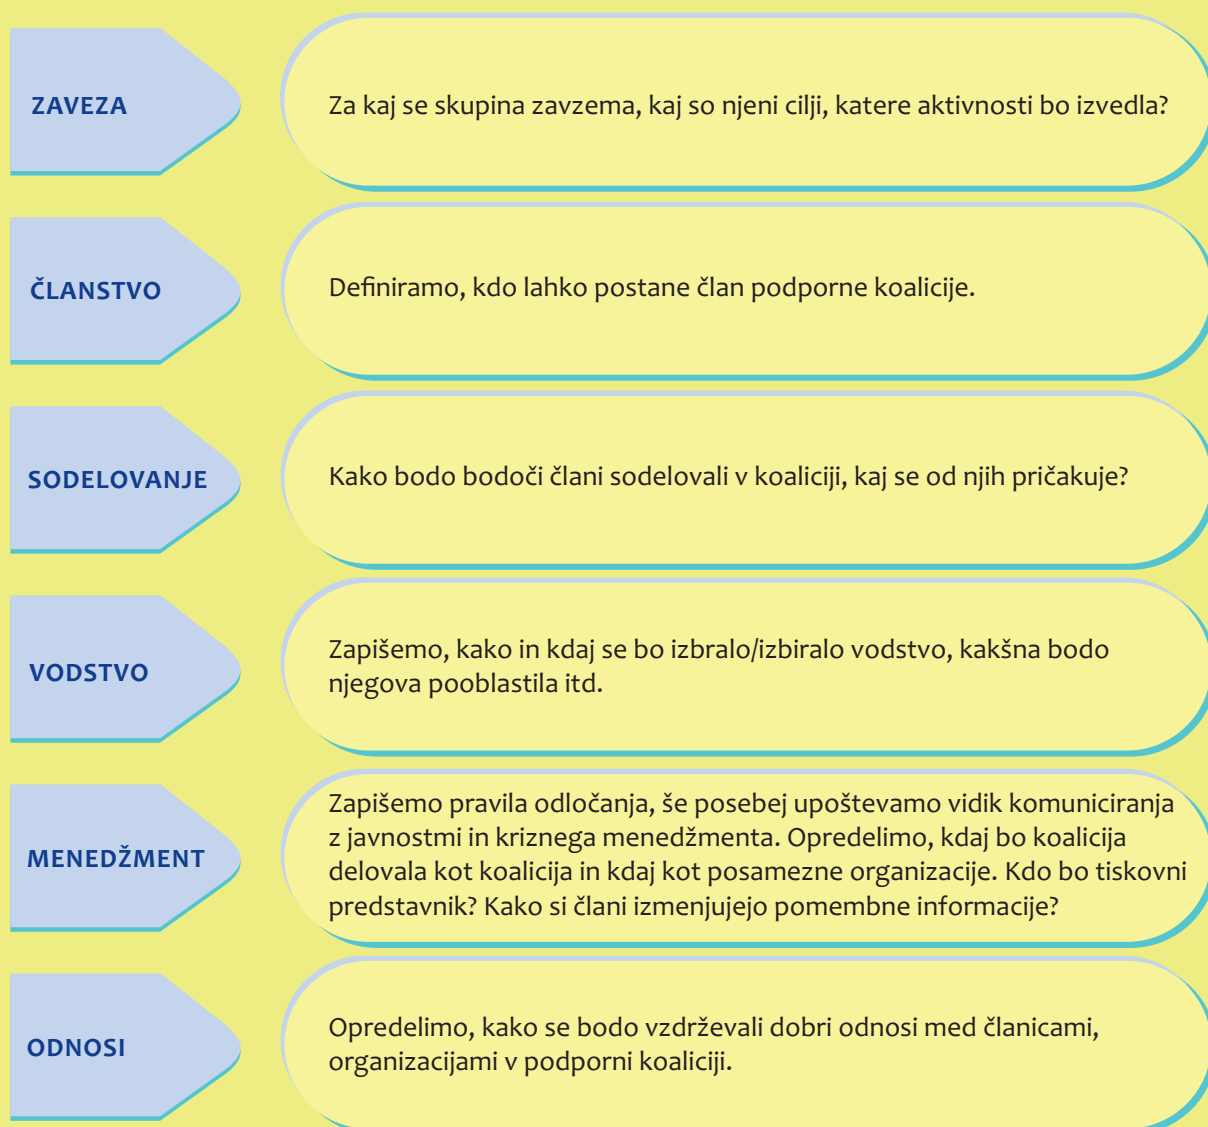 ZAVEZA
Za kaj se skupina zavzema, kaj so njeni cilji, katere aktivnosti bo izvedla?
ČLANSTVO
Definiramo, kdo lahko postane član podporne koalicije.
SODELOVANJE
Kako bodo bodoči člani sodelovali v koaliciji, kaj se od njih pričakuje?
VODSTVO
Zapišemo, kako in kdaj se bo izbralo/izbiralo vodstvo, kakšna bodo
njegova pooblastila itd.
MENEDŽMENT
Zapišemo pravila odločanja, še posebej upoštevamo vidik komuniciranja
z javnostmi in kriznega menedžmenta. Opredelimo, kdaj bo koalicija
delovala kot koalicija in kdaj kot posamezne organizacije. Kdo bo tiskovni
predstavnik? Kako si člani izmenjujejo pomembne informacije?
ODNOSI
Opredelimo, kako se bodo vzdrževali dobri odnosi med članicami,
organizacijami v podporni koaliciji.